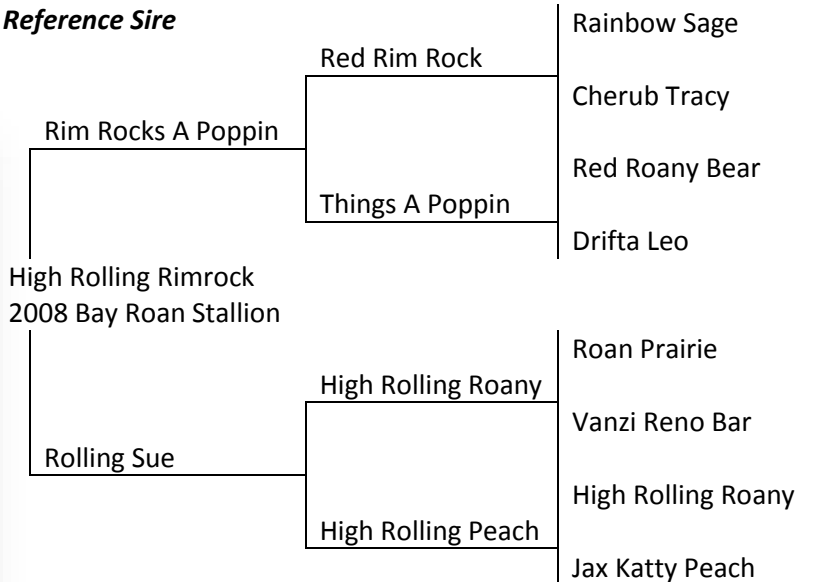 Reference Sire
Rainbow Sage
Red Rim Rock
Cherub Tracy
Rim Rocks A Poppin
Red Roany Bear
Things A Poppin
Drifta Leo
High Rolling Rimrock
2008 Bay Roan Stallion
Roan Prairie
High Rolling Roany
Vanzi Reno Bar
Rolling Sue
High Rolling Roany
High Rolling Peach
Jax Katty Peach